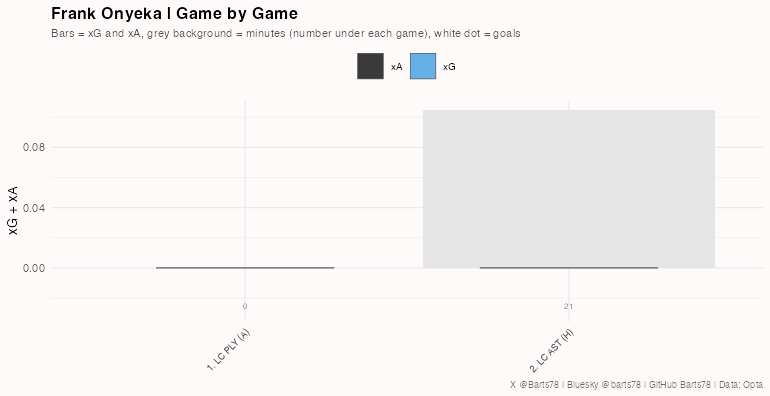 Frank Onyeka | Game by Game
Bars = xG and xA, grey background = minutes (number under each game), white dot = goals
xA xG
xG + xA
0.08
0.04
0.00
0 21
1. LC PLY (A) 2. LC AST (H)
X @Barts78 | Bluesky @barts78 | GitHub Barts78 | Data: Opta